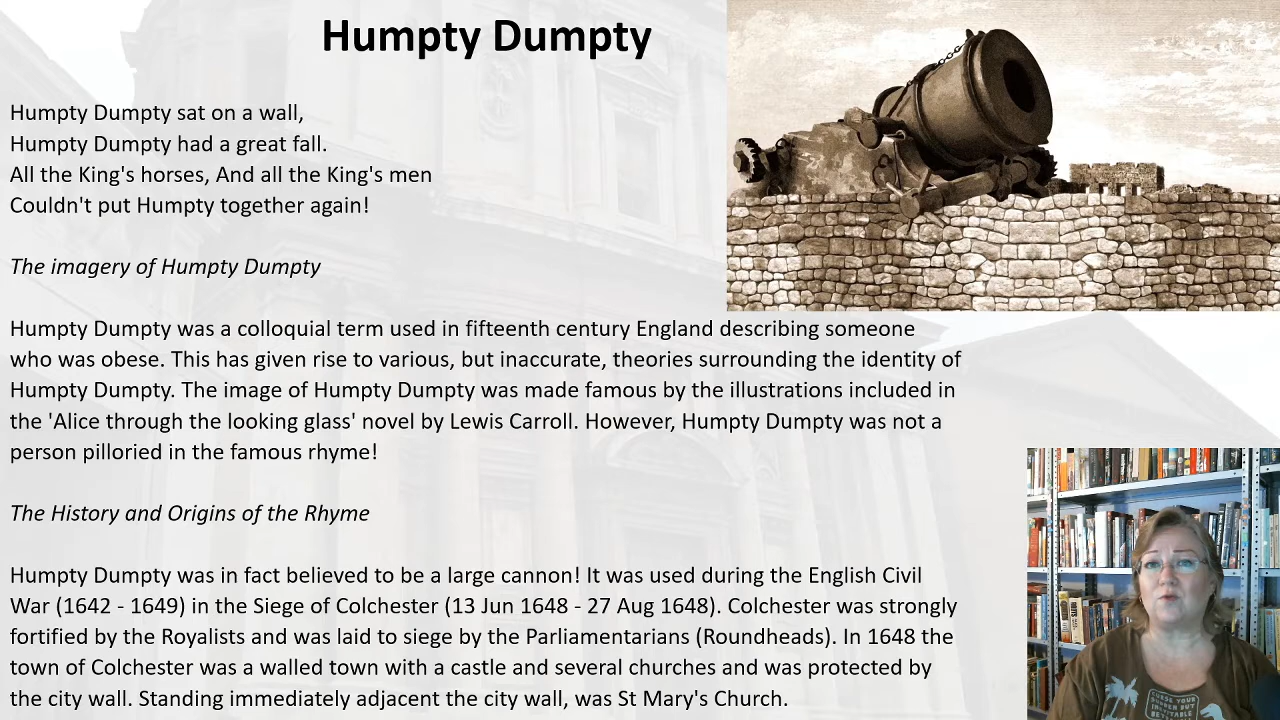 Humpty Dumpty
Humpty Dumpty sat on a wall,
Humpty Dumpty had a great fall.
All the King's horses, And all the King's men
Couldn't put Humpty together again!
The imagery of Humpty Dumpty
Humpty Dumpty was a colloquial term used in fifteenth century England describing someone
who was obese. This has given rise to various, but inaccurate, theories surrounding the identity of
Humpty Dumpty. The image of Humpty Dumpty was made famous by the illustrations included in
the 'Alice through the looking glass' novel by Lewis Carroll. However, Humpty Dumpty was not a
person pilloried in the famous rhyme!
The History and Origins of the Rhyme
Humpty Dumpty was in fact believed to be a large cannon! It was used during the English Civil
War (1642 - 1649) in the Siege of Colchester (13 Jun 1648 - 27 Aug 1648). Colchester was strongly
fortified by the Royalists and was laid to siege by the Parliamentarians (Roundheads). In 1648 the
town of Colchester was a walled town with a castle and several churches and was protected by
the city wall. Standing immediately adjacent the city wall, was St Mary's Church.
CURSE YOUR
SUDDEN BUT
INEVITABLE